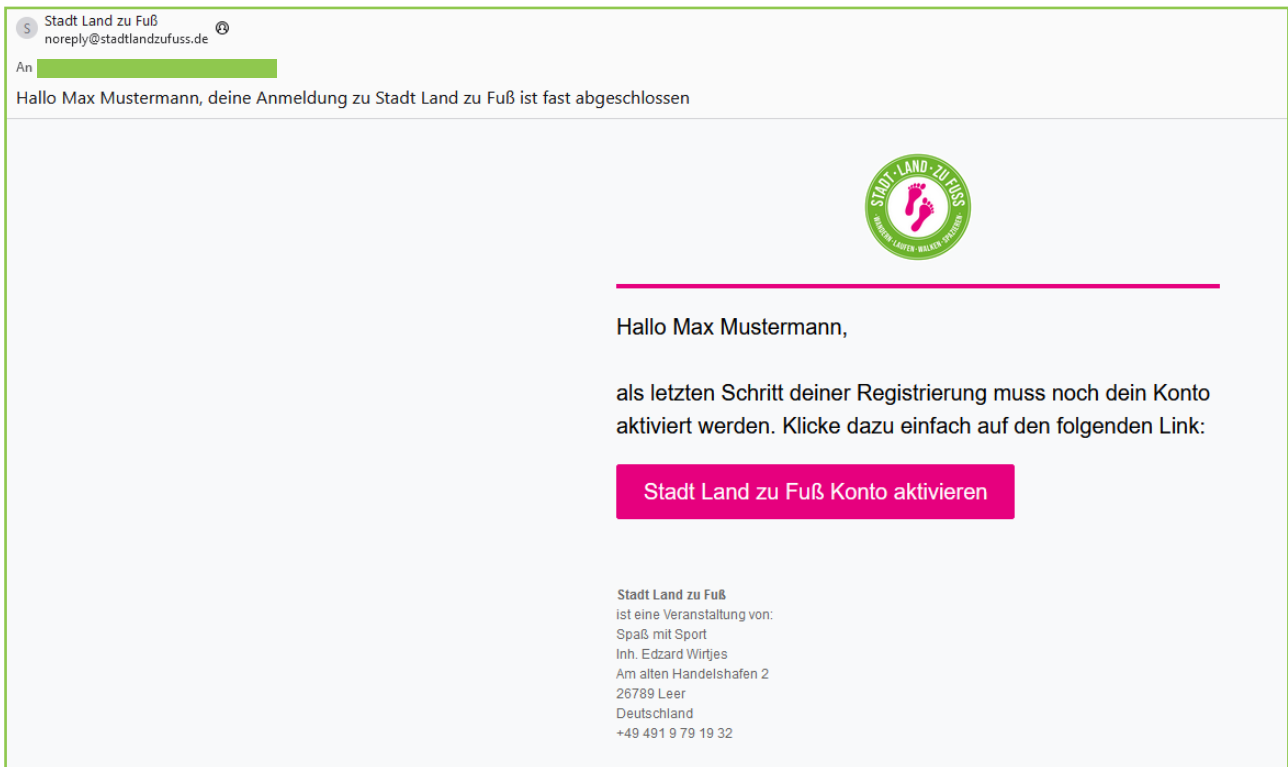 S
Stadt Land zu Fuß
noreply@stadtlandzufuss.de
An
Hallo Max Mustermann, deine Anmeldung zu Stadt Land zu Fuß ist fast abgeschlossen
STADT·LAND·ZU FUSS
·WANDERN·LAUFEN·WALKEN·SPAZIEREN·
Hallo Max Mustermann,
als letzten Schritt deiner Registrierung muss noch dein Konto
aktiviert werden. Klicke dazu einfach auf den folgenden Link:
Stadt Land zu Fuß Konto aktivieren
Stadt Land zu Fuß
ist eine Veranstaltung von:
Spaß mit Sport
Inh. Edzard Wirtjes
Am alten Handelshafen 2
26789 Leer
Deutschland
+49 491 9 79 19 32